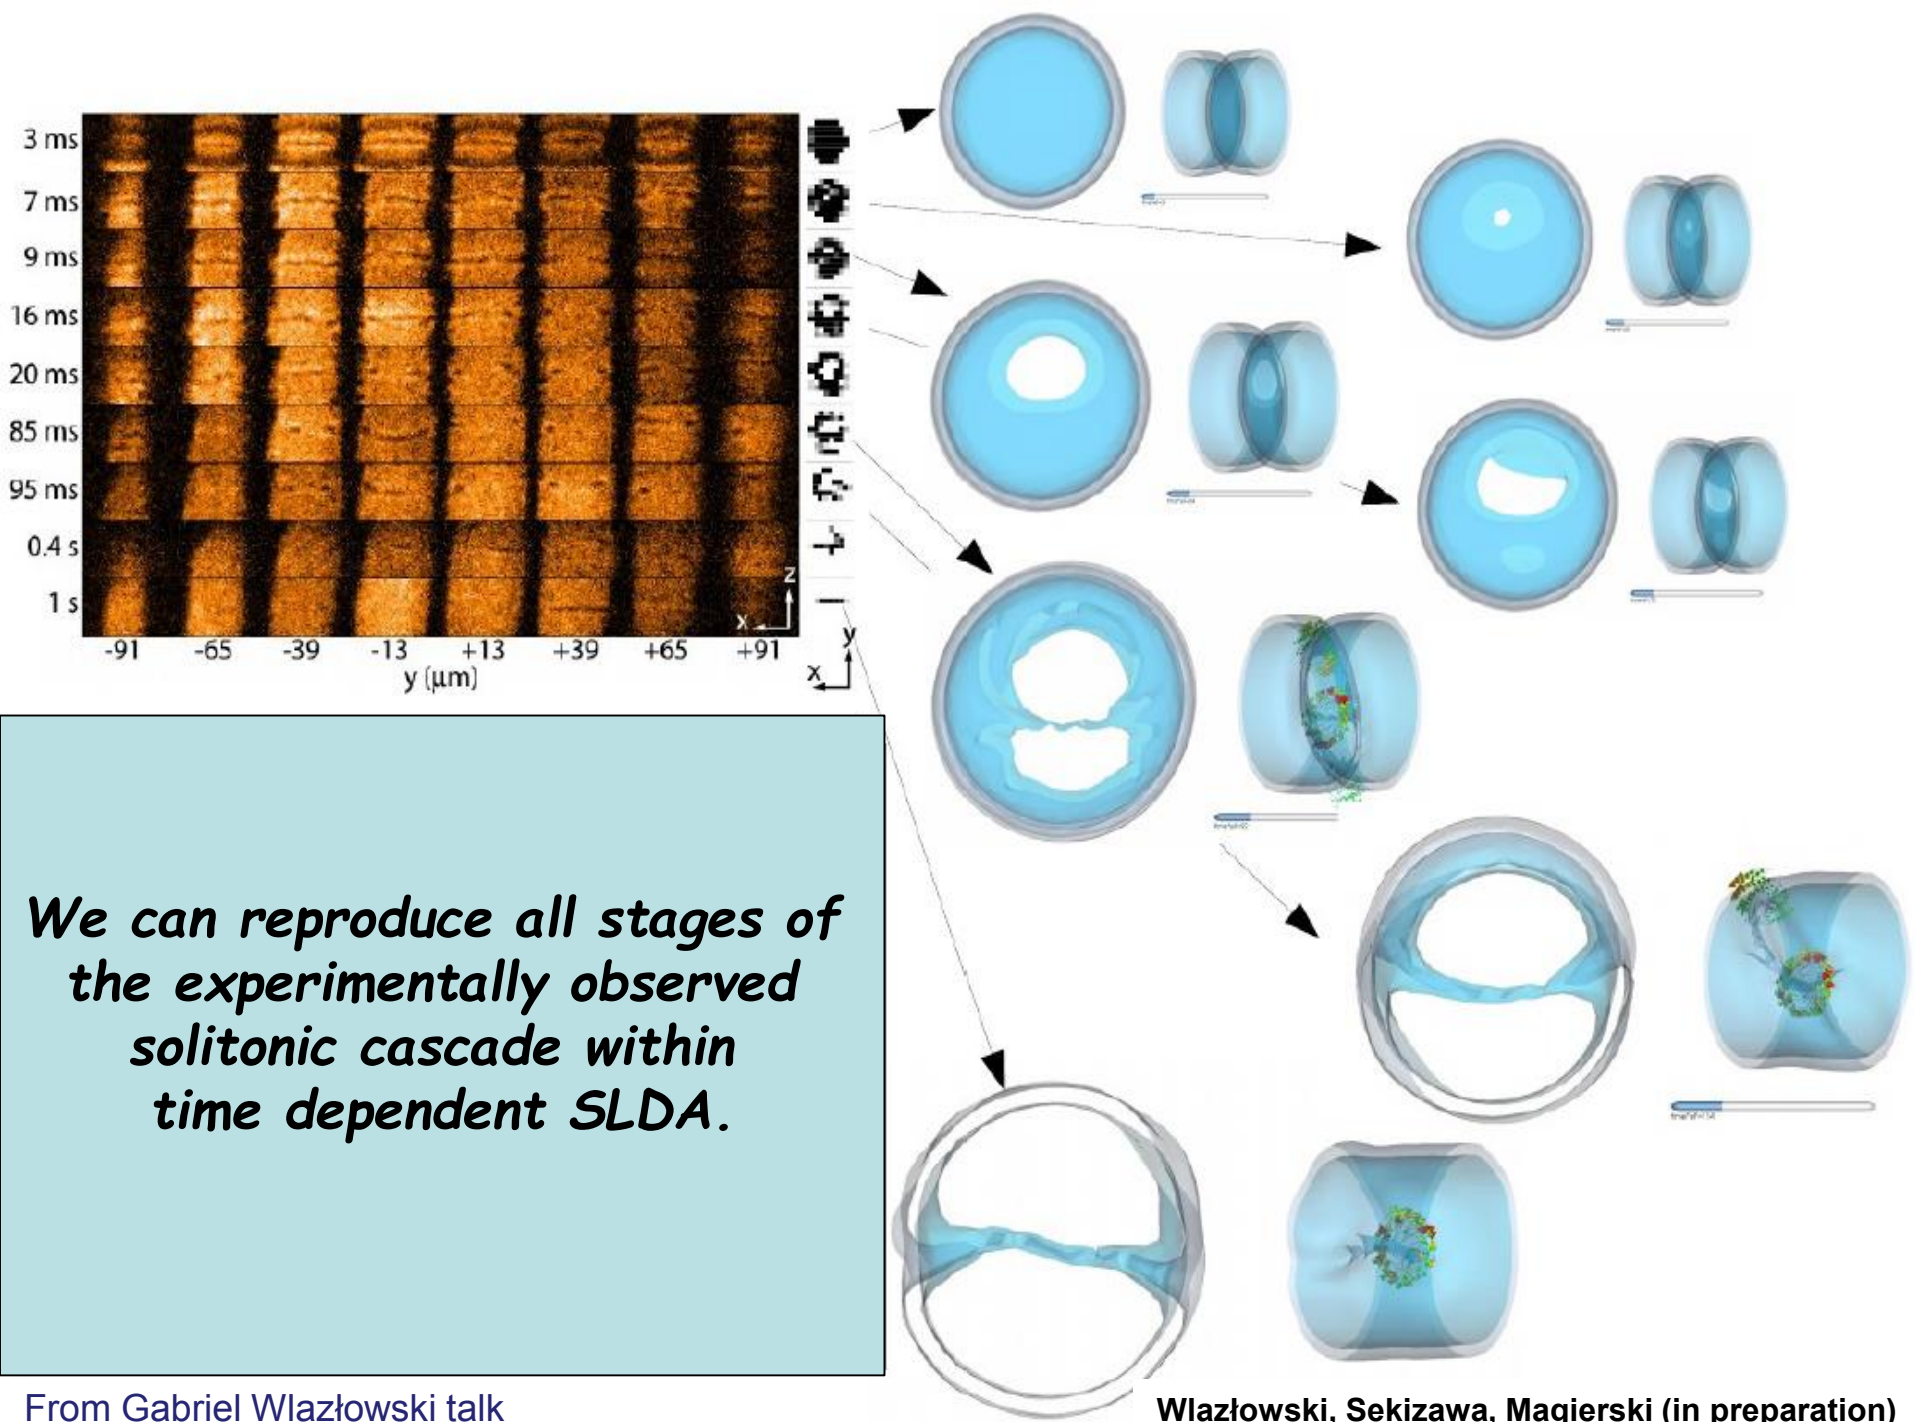 3 ms
7 ms
9 ms
16 ms
20 ms
85 ms
95 ms
0.4 s
1 s
z
x
-91 -65 -39 -13 +13 +39 +65 +91
y (μm)
y
x
We can reproduce all stages of
the experimentally observed
solitonic cascade within
time dependent SLDA.
From Gabriel Wlazłowski talk
Wlazłowski, Sekizawa, Magierski (in preparation)